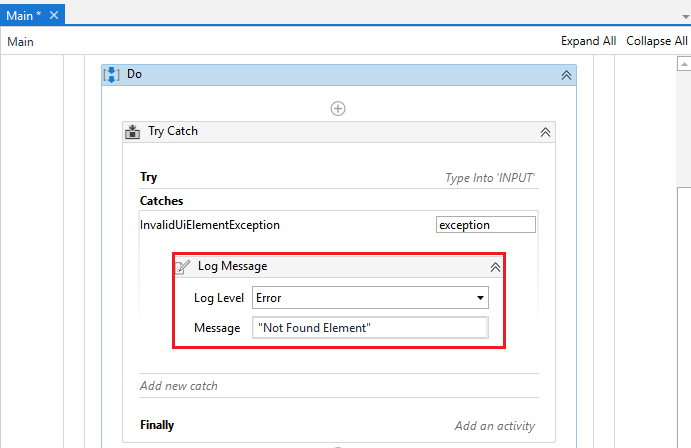 Main *
Main Expand All Collapse All
Do
Try Catch
Try Type Into 'INPUT'
Catches
InvalidUiElementException exception
Log Message
Log Level Error
Message "Not Found Element"
Add new catch
Finally Add an activity